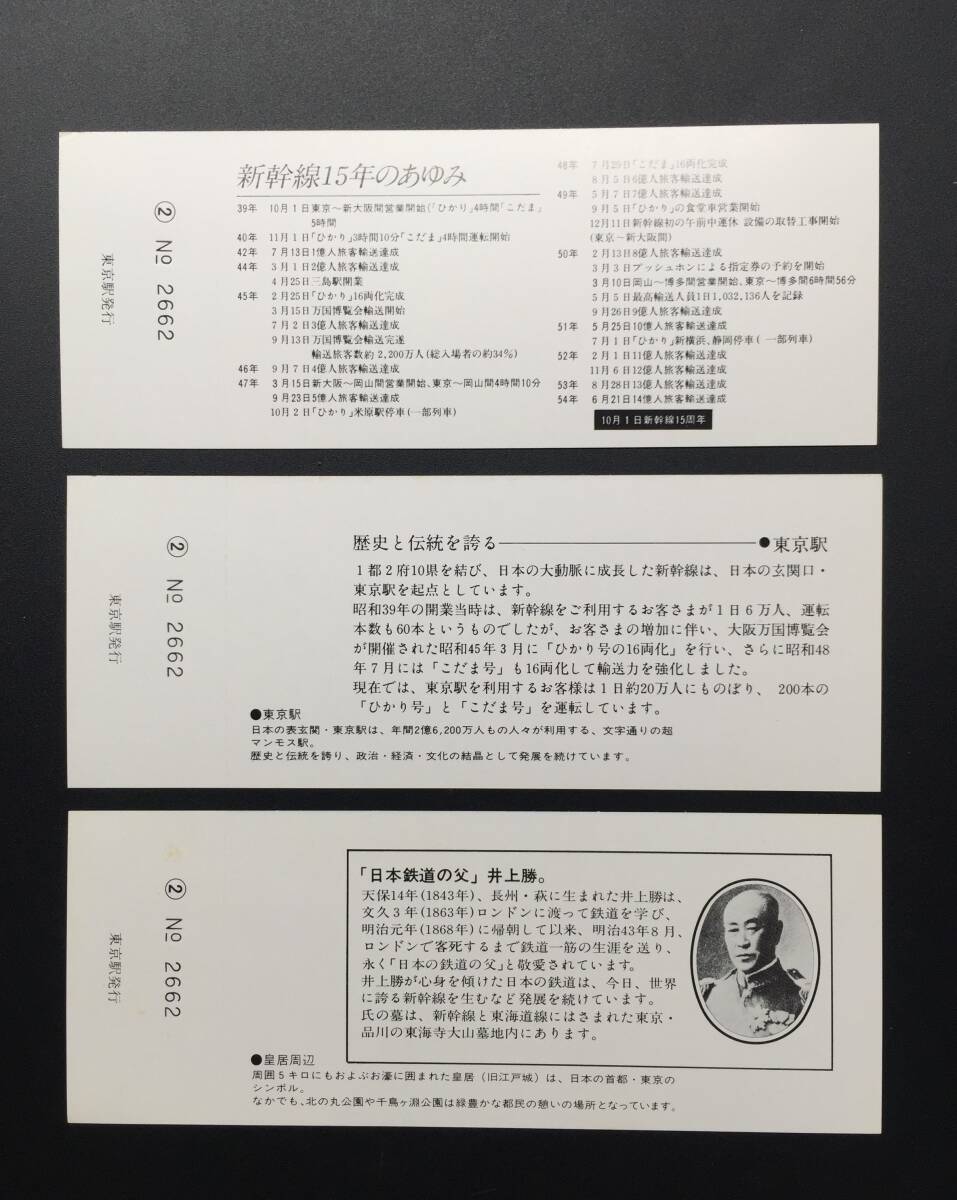 ② No 2662
東京駅発行
新幹線15年のあゆみ
39年 10月1日東京～新大阪間営業開始(「ひかり」4時間「こだま」
5時間
40年 11月1日「ひかり」3時間10分「こだま」4時間運転開始
42年 7月13日1億人旅客輸送達成
44年 3月1日2億人旅客輸送達成
4月25日三島駅開業
45年 2月25日「ひかり」16両化完成
3月15日万国博覧会輸送開始
7月2日3億人旅客輸送達成
9月13日万国博覧会輸送完遂
輸送旅客数約2,200万人(総入場者の約34%)
46年 9月7日4億人旅客輸送達成
47年 3月15日新大阪～岡山間営業開始、東京～岡山間4時間10分
9月23日5億人旅客輸送達成
10月2日「ひかり」米原駅停車(一部列車)
48年 7月29日「こだま」16両化完成
8月5日6億人旅客輸送達成
49年 5月7日7億人旅客輸送達成
9月5日「ひかり」の食堂車営業開始
12月11日新幹線初の午前中運休 設備の取替工事開始
(東京～新大阪間)
50年 2月13日8億人旅客輸送達成
3月3日プッシュホンによる指定券の予約を開始
3月10日岡山～博多間営業開始、東京～博多間6時間56分
5月5日最高輸送人員1日1,032,136人を記録
9月26日9億人旅客輸送達成
51年 5月25日10億人旅客輸送達成
7月1日「ひかり」新横浜、静岡停車(一部列車)
52年 2月1日11億人旅客輸送達成
11月6日12億人旅客輸送達成
53年 8月28日13億人旅客輸送達成
54年 6月21日14億人旅客輸送達成
10月1日新幹線15周年
② No 2662
東京駅発行
歴史と伝統を誇る――●東京駅
1都2府10県を結び、日本の大動脈に成長した新幹線は、日本の玄関口・
東京駅を起点としています。
昭和39年の開業当時は、新幹線をご利用するお客さまが1日6万人、運転
本数も60本というものでしたが、お客さまの増加に伴い、大阪万国博覧会
が開催された昭和45年3月に「ひかり号の16両化」を行い、さらに昭和48
年7月には「こだま号」も16両化して輸送力を強化しました。
現在では、東京駅を利用するお客様は1日約20万人にものぼり、200本の
「ひかり号」と「こだま号」を運転しています。
●東京駅
日本の表玄関・東京駅は、年間2億6,200万人もの人々が利用する、文字通りの超
マンモス駅。
歴史と伝統を誇り、政治・経済・文化の結晶として発展を続けています。
② No 2662
東京駅発行
「日本鉄道の父」井上勝。
天保14年(1843年)、長州・萩に生まれた井上勝は、
文久3年(1863年)ロンドンに渡って鉄道を学び、
明治元年(1868年)に帰朝して以来、明治43年8月、
ロンドンで客死するまで鉄道一筋の生涯を送り、
永く「日本の鉄道の父」と敬愛されています。
井上勝が心身を傾けた日本の鉄道は、今日、世界
に誇る新幹線を生むなど発展を続けています。
氏の墓は、新幹線と東海道線にはさまれた東京・
品川の東海寺大山墓地内にあります。
●皇居周辺
周囲5キロにもおよぶお濠に囲まれた皇居(旧江戸城)は、日本の首都・東京の
シンボル。
なかでも、北の丸公園や千鳥ヶ淵公園は緑豊かな都民の憩いの場所となっています。